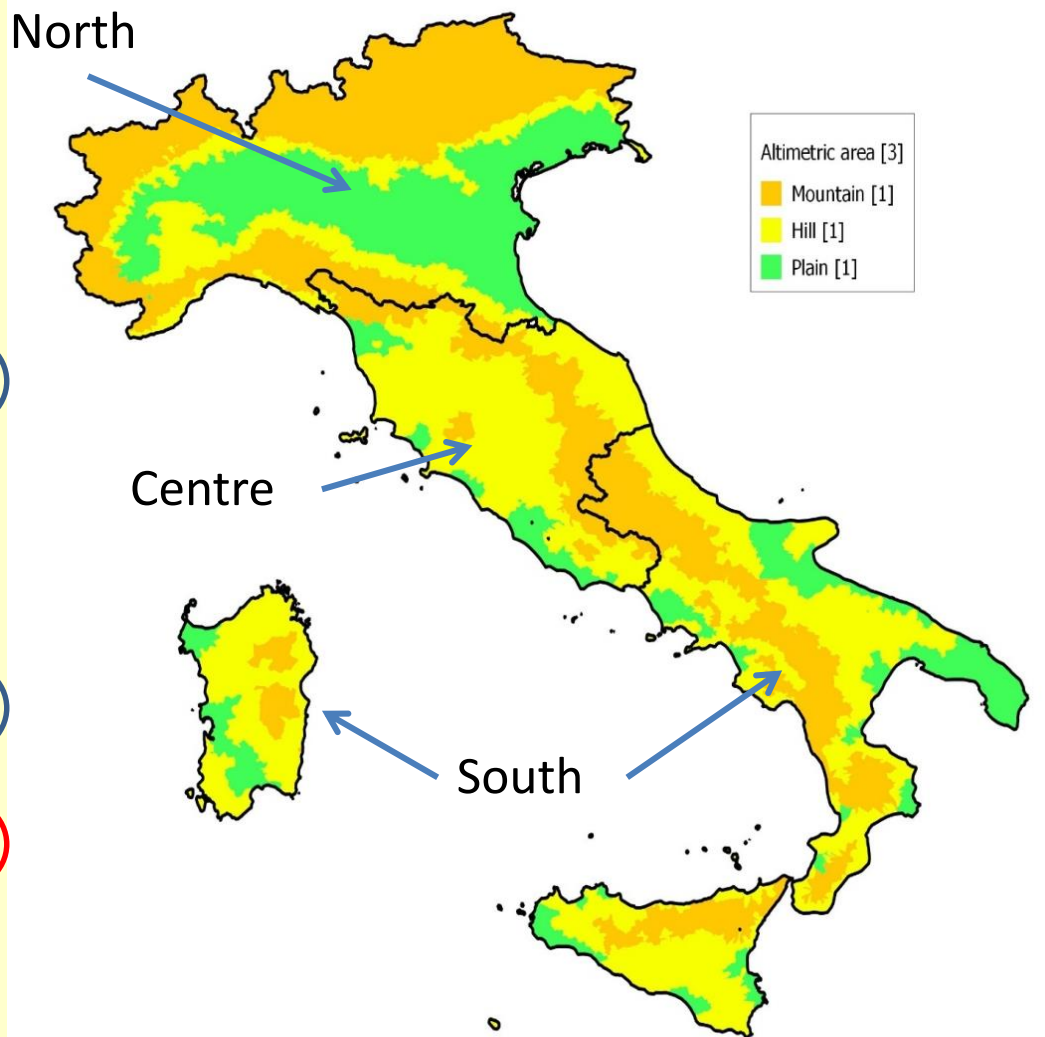 North
Altimetric area [3]
Mountain [1]
Hill [1]
Plain [1]
Centre
South